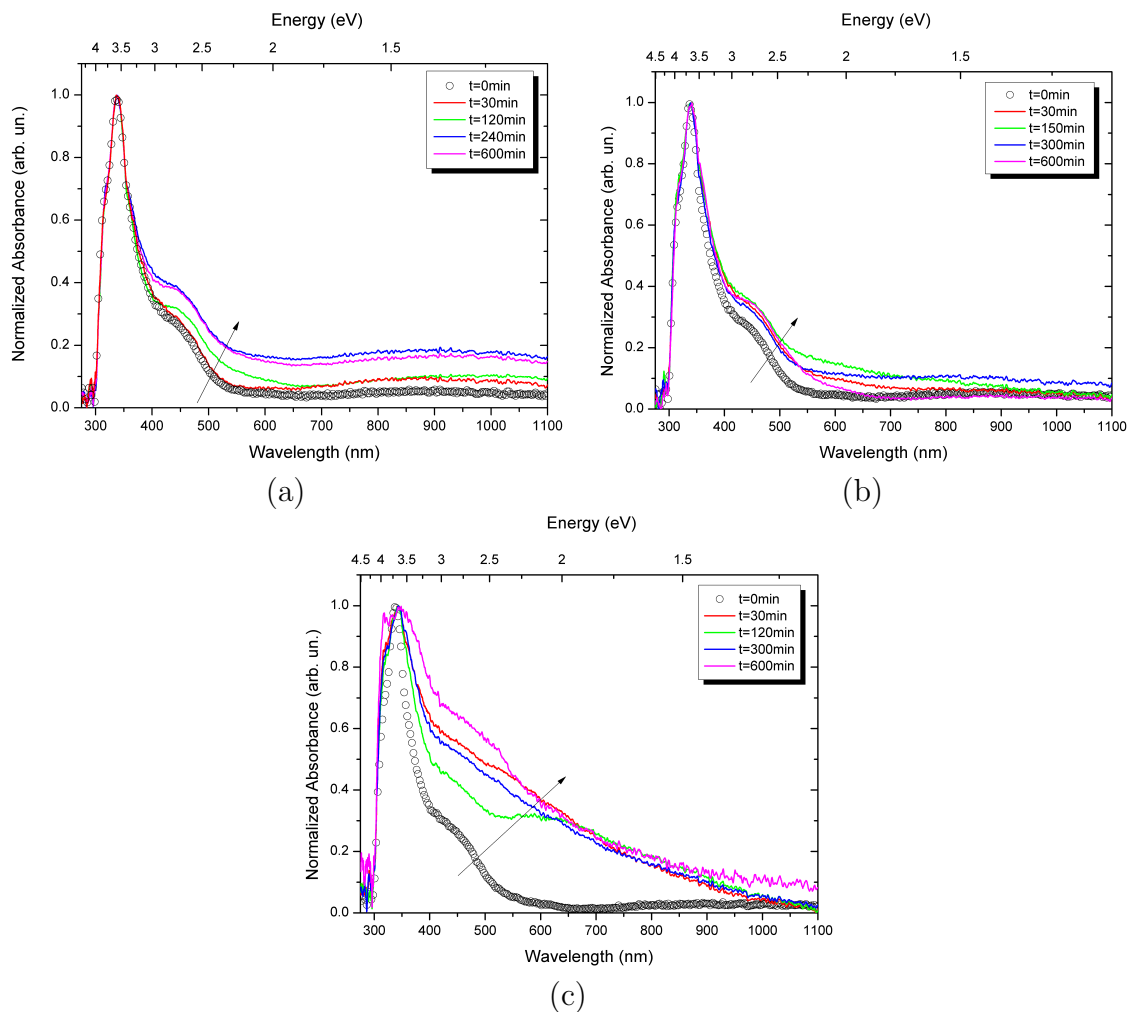 Energy (eV)
4 3.5 3 2.5 2 1.5
Normalized Absorbance (arb. un.)
1.0
0.8
0.6
0.4
0.2
0.0
t=0min
t=30min
t=120min
t=240min
t=600min
300 400 500 600 700 800 900 1000 1100
Wavelength (nm)
(a)
Energy (eV)
4.5 4 3.5 3 2.5 2 1.5
Normalized Absorbance (arb. un.)
1.0
0.8
0.6
0.4
0.2
0.0
t=0min
t=30min
t=150min
t=300min
t=600min
300 400 500 600 700 800 900 1000 1100
Wavelength (nm)
(b)
Energy (eV)
4.5 4 3.5 3 2.5 2 1.5
Normalized Absorbance (arb. un.)
1.0
0.8
0.6
0.4
0.2
0.0
t=0min
t=30min
t=120min
t=300min
t=600min
300 400 500 600 700 800 900 1000 1100
Wavelength (nm)
(c)